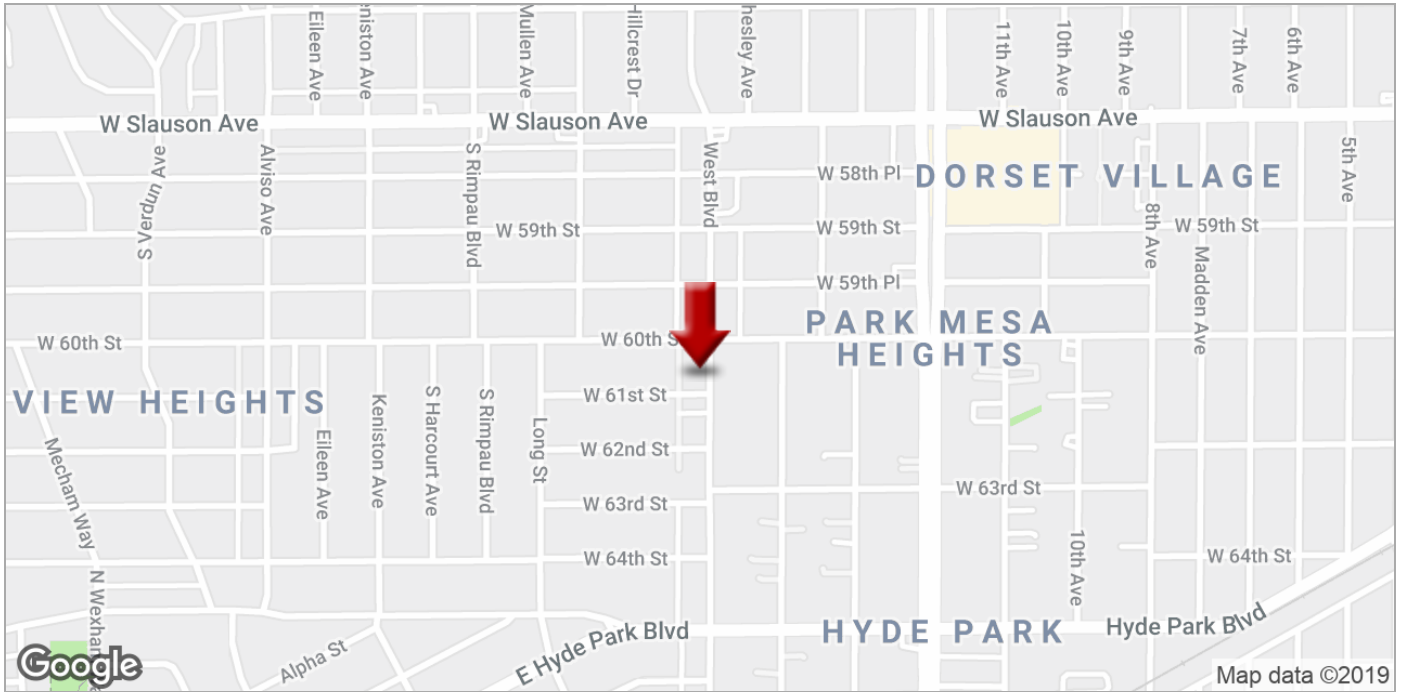 Eileen Ave
eniston Ave
Mullen Ave
Hillcrest Dr
hesley Ave
11th Ave
10th Ave
9th Ave
7th Ave
6th Ave
W Slauson Ave
W Slauson Ave
W Slauson Ave
S Verdun Ave
Alviso Ave
S Rimpau Blvd
West Blvd
W 58th Pl
DORSET VILLAGE
5th Ave
W 59th St
W 59th St
8th Ave
W 59th St
Madden Ave
W 59th Pl
W 60th St
W 60th S
PARK MESA
HEIGHTS
VIEW HEIGHTS
W 61st St
Mecham Way
Eileen Ave
Keniston Ave
S Harcourt Ave
S Rimpau Blvd
Long St
W 62nd St
W 63rd St
W 63rd St
W 64th St
10th Ave
W 64th St
N Wexha
Alpha St
E Hyde Park Blvd
HYDE PARK
Hyde Park Blvd
Google
Map data ©2019